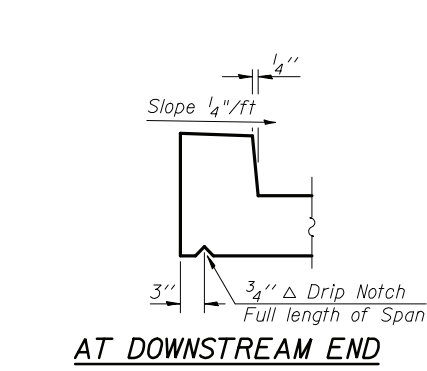 1/4"
Slope 1/4"/ft
3"
3/4" △ Drip Notch
Full length of Span
AT DOWNSTREAM END